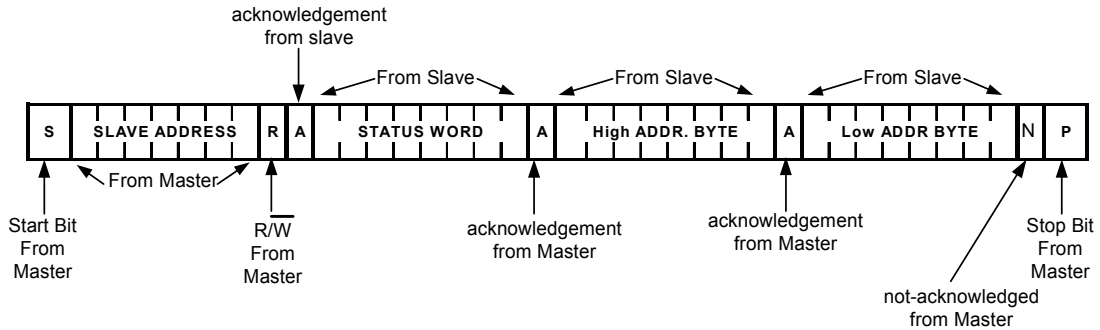 acknowledgement
from slave
From Slave
From Slave
From Slave
S SLAVE ADDRESS R A STATUS WORD A High ADDR. BYTE A Low ADDR BYTE N P
From Master
Start Bit
From
Master
R/W̅
From
Master
acknowledgement
from Master
acknowledgement
from Master
Stop Bit
From
Master
not-acknowledged
from Master